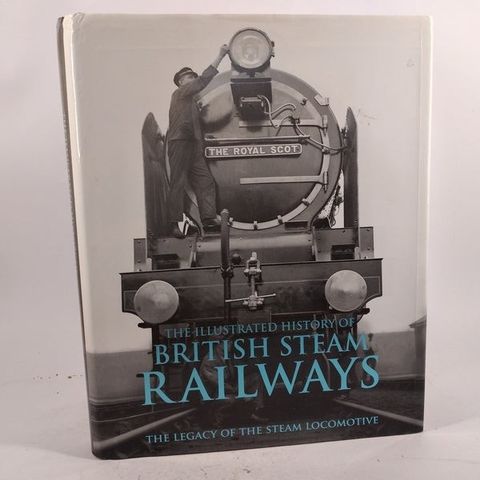 THE ROYAL SCOT
THE ILLUSTRATED HISTORY OF
BRITISH STEAM
RAILWAYS
THE LEGACY OF THE STEAM LOCOMOTIVE